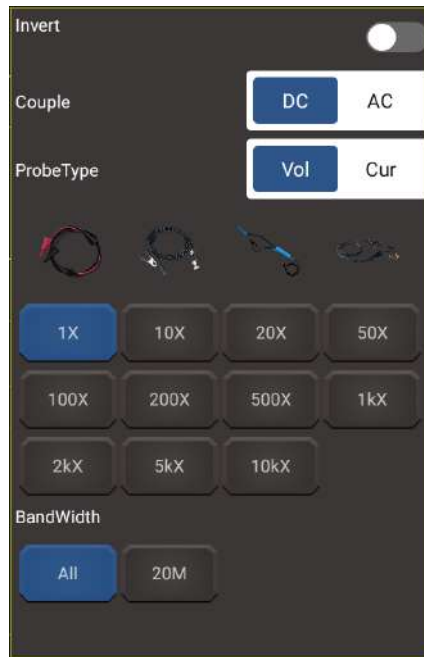 Invert
Couple DC AC
ProbeType Vol Cur
1X 10X 20X 50X
100X 200X 500X 1kX
2kX 5kX 10kX
BandWidth
All 20M